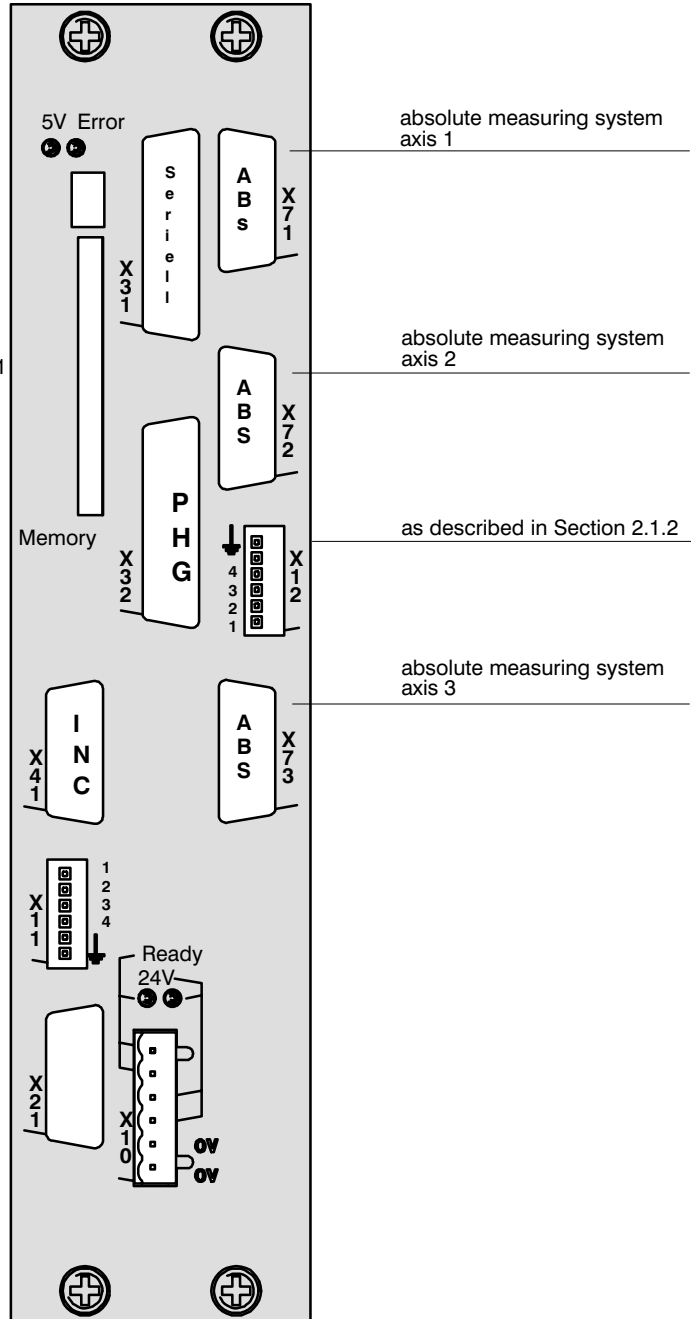 5V Error
Seriell
X31
ABs
X71
absolute measuring system
axis 1
ABS
X72
absolute measuring system
axis 2
Memory
PHG
X32
4
3
2
1
X12
as described in Section 2.1.2
INC
X41
ABS
X73
absolute measuring system
axis 3
X11
1
2
3
4
Ready
24V
X21
X10
0V
0V